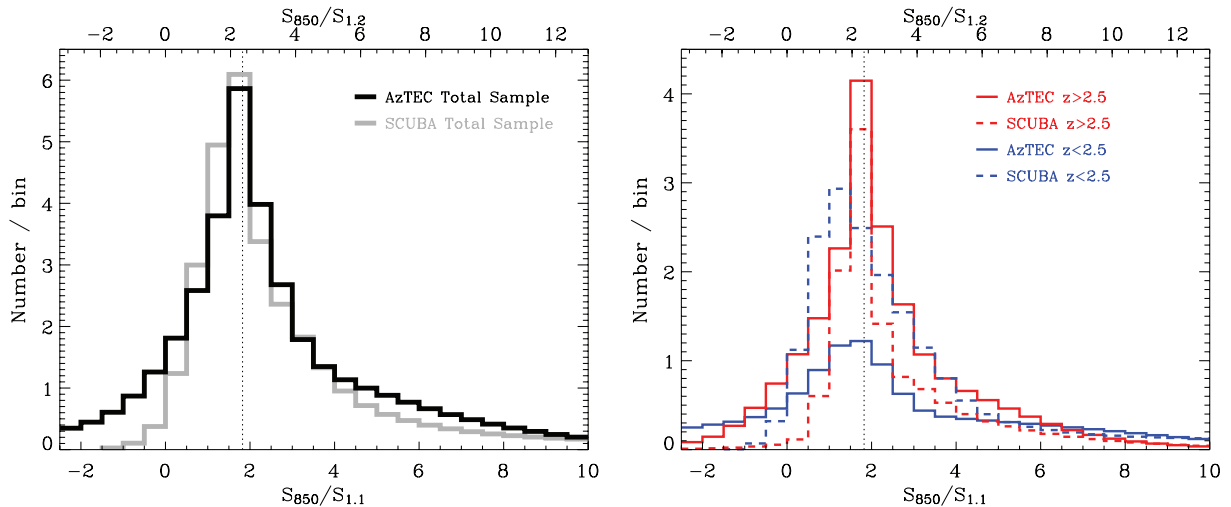 S850/S1.2
−2 0 2 4 6 8 10 12
6
5
4
3
2
1
0
Number / bin
AzTEC Total Sample
SCUBA Total Sample
−2 0 2 4 6 8 10
S850/S1.1
S850/S1.2
−2 0 2 4 6 8 10 12
4
3
2
1
0
Number / bin
AzTEC z>2.5
SCUBA z>2.5
AzTEC z<2.5
SCUBA z<2.5
−2 0 2 4 6 8 10
S850/S1.1